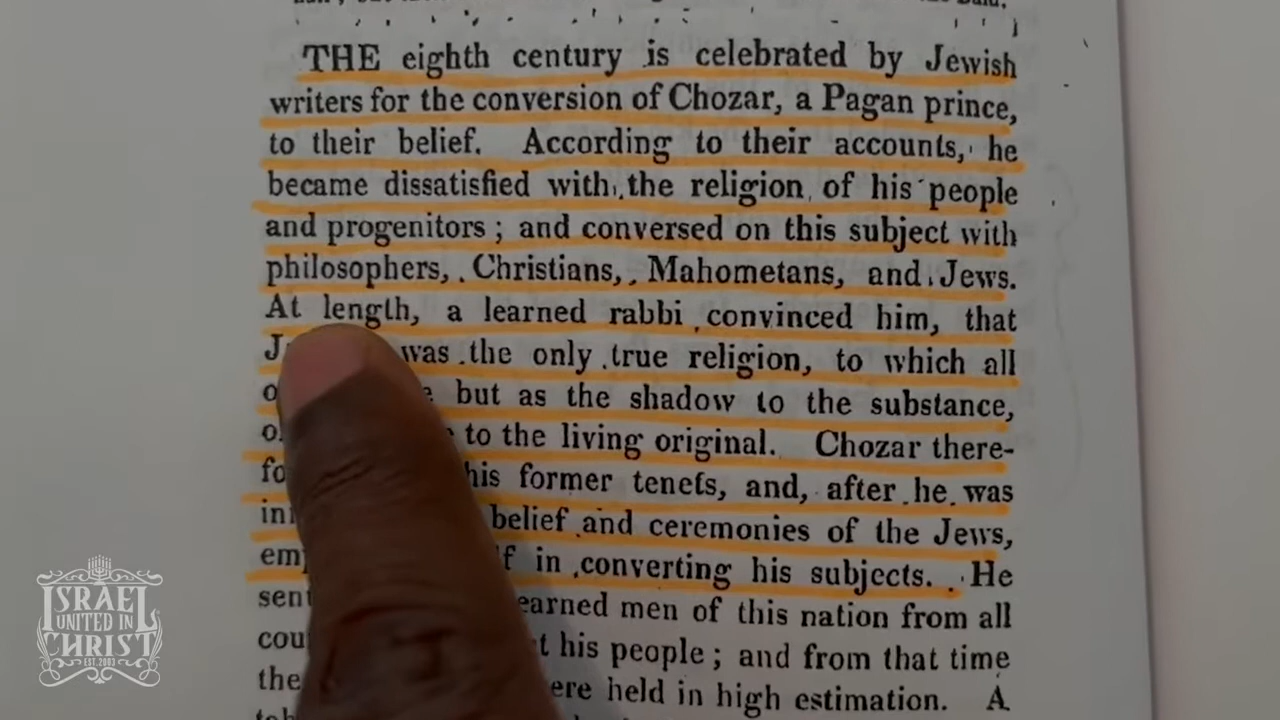 THE eighth century is celebrated by Jewish
writers for the conversion of Chozar, a Pagan prince,
to their belief. According to their accounts, he
became dissatisfied with the religion of his people
and progenitors ; and conversed on this subject with
philosophers, Christians, Mahometans, and Jews.
At length, a learned rabbi convinced him, that
was the only true religion, to which all
but as the shadow to the substance,
to the living original. Chozar there-
his former tenets, and, after he was
belief and ceremonies of the Jews,
in converting his subjects. He
men of this nation from all
his people ; and from that time
held in high estimation. A
ISRAEL
UNITED IN
CHRIST
EST. 2003